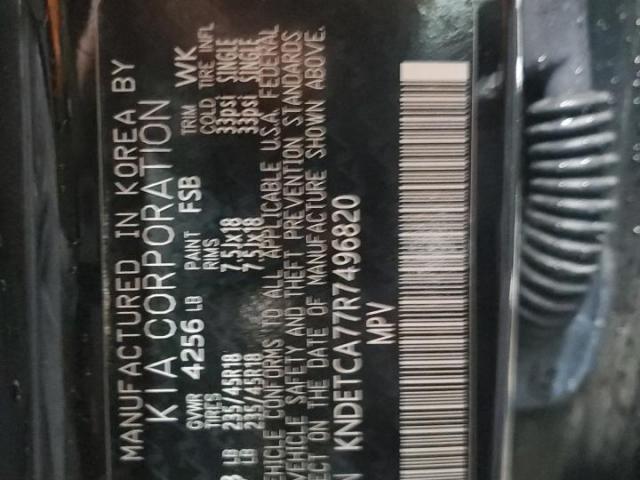 MANUFACTURED IN KOREA BY
KIA CORPORATION
GVWR 4256 LB PAINT FSB TRIM WK
TIRES RIMS COLD TIRE INFL
LB 235/45R18 7.5Jx18 33psi SINGLE
LB 235/45R18 7.5Jx18 33psi SINGLE
VEHICLE CONFORMS TO ALL APPLICABLE U.S.A. FEDERAL
VEHICLE SAFETY AND THEFT PREVENTION STANDARDS
ON THE DATE OF MANUFACTURE SHOWN ABOVE.
KNDETCA77R7496820
MPV